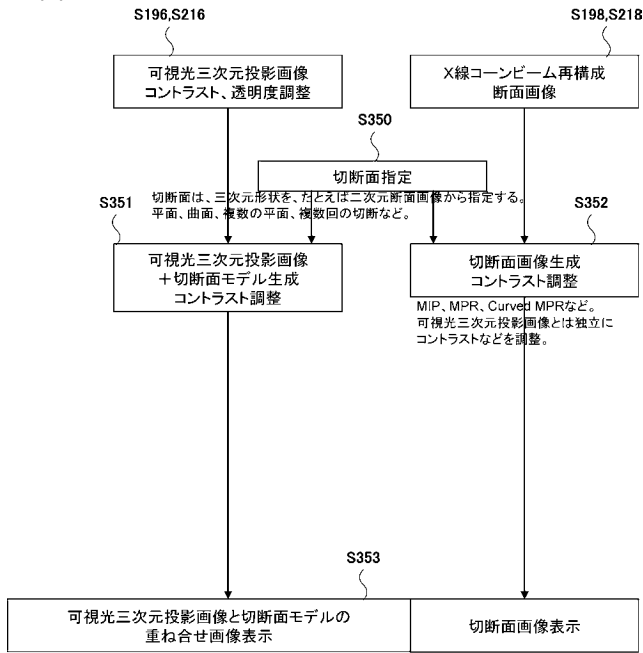 S196,S216
S198,S218
可視光三次元投影画像
コントラスト、透明度調整
X線コーンビーム再構成
断面画像
S350
切断面指定
切断面は、三次元形状を、たとえば二次元断面画像から指定する。
平面、曲面、複数の平面、複数回の切断など。
S351
S352
可視光三次元投影画像
＋切断面モデル生成
コントラスト調整
切断面画像生成
コントラスト調整
MIP、MPR、Curved MPRなど。
可視光三次元投影画像とは独立に
コントラストなどを調整。
S353
可視光三次元投影画像と切断面モデルの
重ね合せ画像表示
切断面画像表示